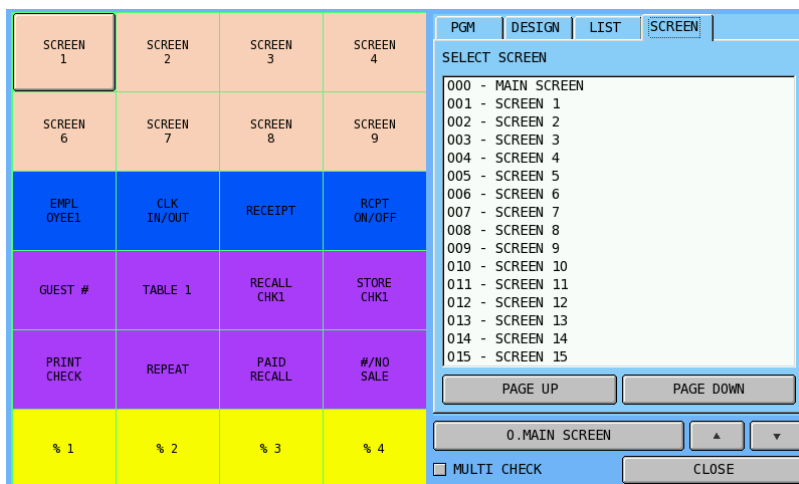 SCREEN
1
SCREEN
2
SCREEN
3
SCREEN
4
SCREEN
6
SCREEN
7
SCREEN
8
SCREEN
9
EMPL
OYEE1
CLK
IN/OUT
RECEIPT
RCPT
ON/OFF
GUEST #
TABLE 1
RECALL
CHK1
STORE
CHK1
PRINT
CHECK
REPEAT
PAID
RECALL
#/NO
SALE
% 1
% 2
% 3
% 4
PGM
DESIGN
LIST
SCREEN
SELECT SCREEN
000 - MAIN SCREEN
001 - SCREEN 1
002 - SCREEN 2
003 - SCREEN 3
004 - SCREEN 4
005 - SCREEN 5
006 - SCREEN 6
007 - SCREEN 7
008 - SCREEN 8
009 - SCREEN 9
010 - SCREEN 10
011 - SCREEN 11
012 - SCREEN 12
013 - SCREEN 13
014 - SCREEN 14
015 - SCREEN 15
PAGE UP
PAGE DOWN
0.MAIN SCREEN
MULTI CHECK
CLOSE